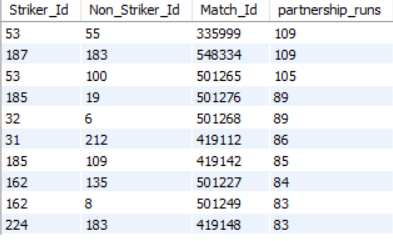 Striker_Id Non_Striker_Id Match_Id partnership_runs
53 55 335999 109
187 183 548334 109
53 100 501265 105
185 19 501276 89
32 6 501268 89
31 212 419112 86
185 109 419142 85
162 135 501227 84
162 8 501249 83
224 183 419148 83